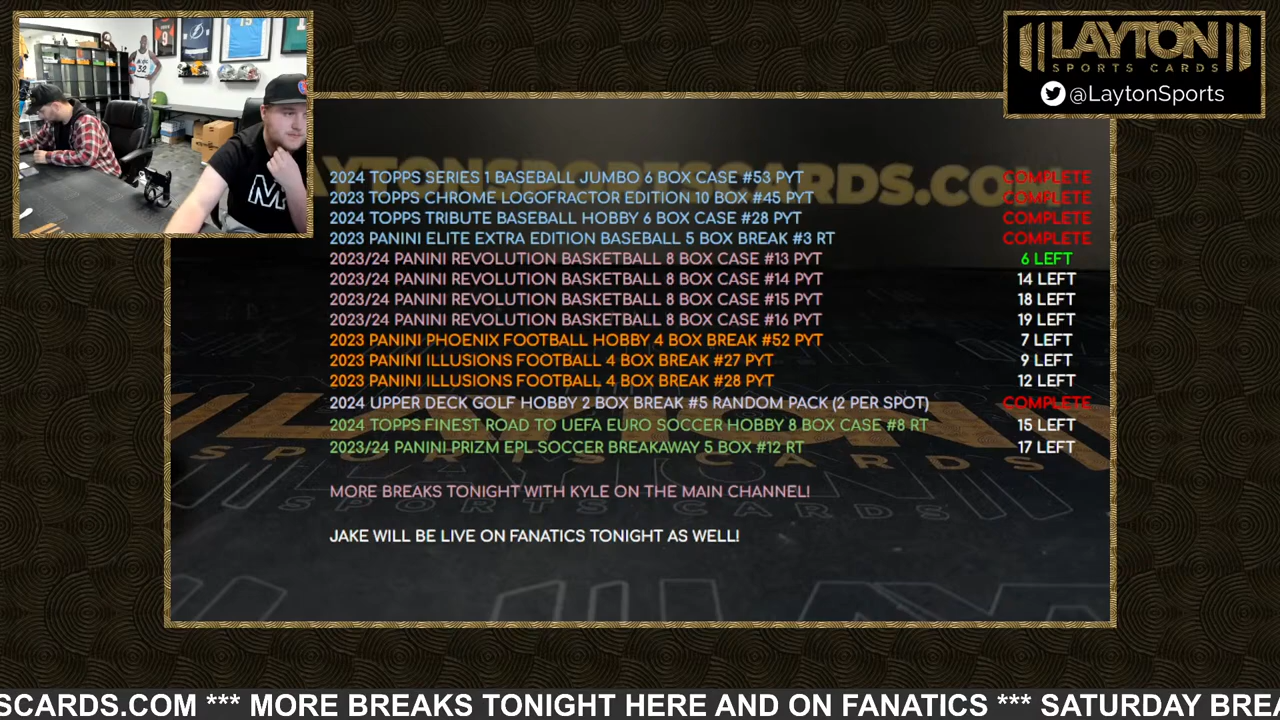 LAYTON
SPORTS CARDS
@LaytonSports
LAYTONSPORTSCARDS.CO
2024 TOPPS SERIES 1 BASEBALL JUMBO 6 BOX CASE #53 PYT COMPLETE
2023 TOPPS CHROME LOGOFRACTOR EDITION 10 BOX #45 PYT COMPLETE
2024 TOPPS TRIBUTE BASEBALL HOBBY 6 BOX CASE #28 PYT COMPLETE
2023 PANINI ELITE EXTRA EDITION BASEBALL 5 BOX BREAK #3 RT COMPLETE
2023/24 PANINI REVOLUTION BASKETBALL 8 BOX CASE #13 PYT 6 LEFT
2023/24 PANINI REVOLUTION BASKETBALL 8 BOX CASE #14 PYT 14 LEFT
2023/24 PANINI REVOLUTION BASKETBALL 8 BOX CASE #15 PYT 18 LEFT
2023/24 PANINI REVOLUTION BASKETBALL 8 BOX CASE #16 PYT 19 LEFT
2023 PANINI PHOENIX FOOTBALL HOBBY 4 BOX BREAK #52 PYT 7 LEFT
2023 PANINI ILLUSIONS FOOTBALL 4 BOX BREAK #27 PYT 9 LEFT
2023 PANINI ILLUSIONS FOOTBALL 4 BOX BREAK #28 PYT 12 LEFT
2024 UPPER DECK GOLF HOBBY 2 BOX BREAK #5 RANDOM PACK (2 PER SPOT) COMPLETE
2024 TOPPS FINEST ROAD TO UEFA EURO SOCCER HOBBY 8 BOX CASE #8 RT 15 LEFT
2023/24 PANINI PRIZM EPL SOCCER BREAKAWAY 5 BOX #12 RT 17 LEFT
LAYTON
SPORTS CARDS
MORE BREAKS TONIGHT WITH KYLE ON THE MAIN CHANNEL!
JAKE WILL BE LIVE ON FANATICS TONIGHT AS WELL!
SCARDS.COM *** MORE BREAKS TONIGHT HERE AND ON FANATICS *** SATURDAY BREA